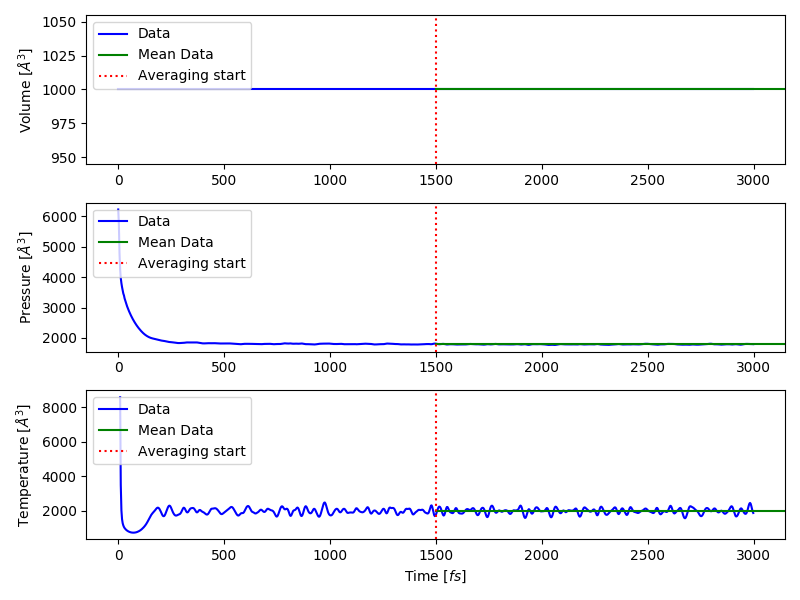 Volume [Å³]
1050
1025
1000
975
950
Data
Mean Data
Averaging start
0 500 1000 1500 2000 2500 3000
Pressure [Å³]
6000
5000
4000
3000
2000
Data
Mean Data
Averaging start
0 500 1000 1500 2000 2500 3000
Temperature [Å³]
8000
6000
4000
2000
Data
Mean Data
Averaging start
0 500 1000 1500 2000 2500 3000
Time [fs]